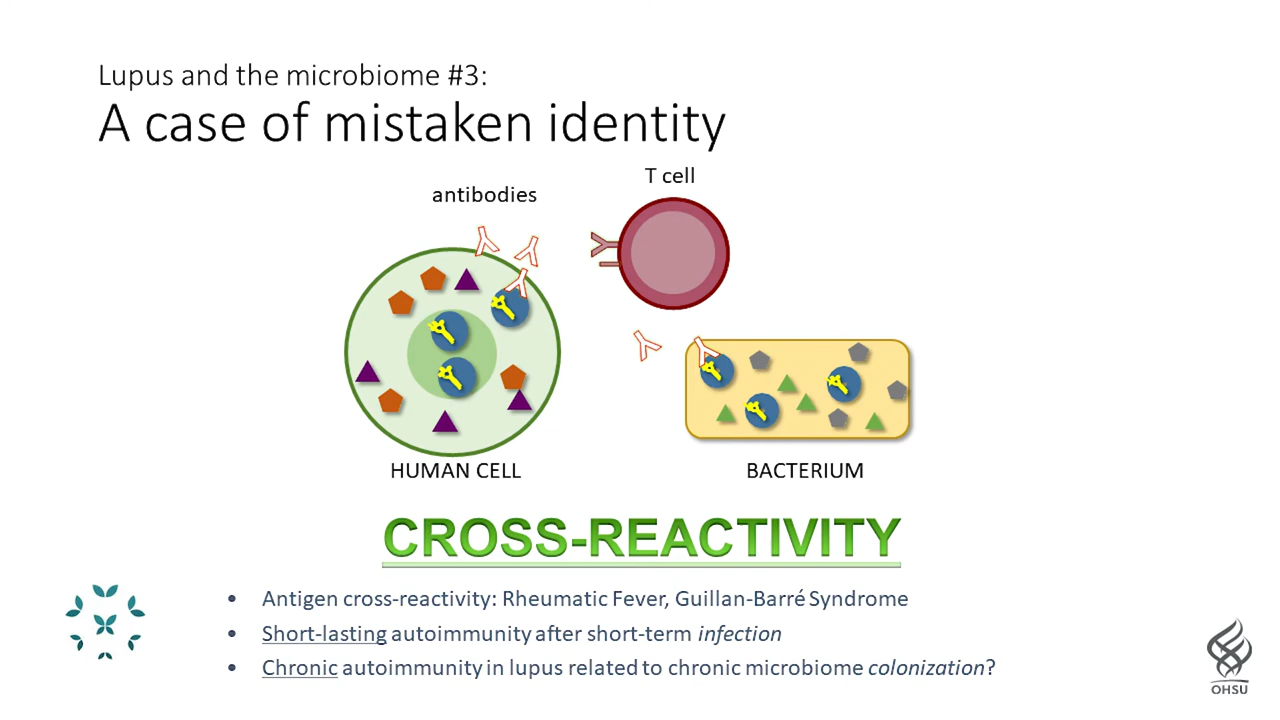 Lupus and the microbiome #3:
A case of mistaken identity
T cell
antibodies
HUMAN CELL
BACTERIUM
CROSS-REACTIVITY
• Antigen cross-reactivity: Rheumatic Fever, Guillan-Barré Syndrome
• Short-lasting autoimmunity after short-term infection
• Chronic autoimmunity in lupus related to chronic microbiome colonization?
OHSU